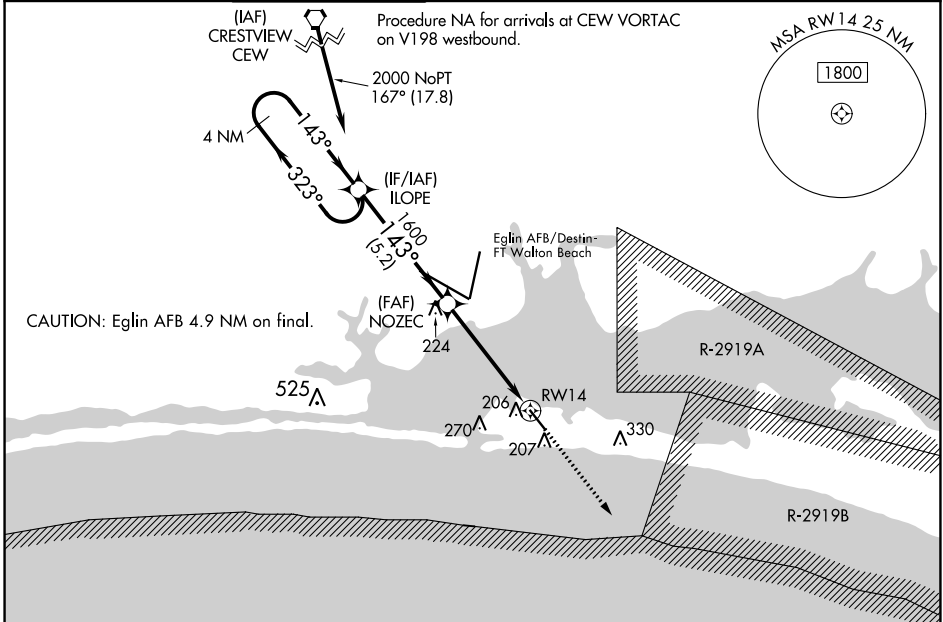 (IAF)
CRESTVIEW
CEW
Procedure NA for arrivals at CEW VORTAC
on V198 westbound.
MSA RW14 25 NM
1800
2000 NoPT
167° (17.8)
4 NM
143°
323°
(IF/IAF)
ILOPE
1600
143°
(5.2)
Eglin AFB/Destin-
FT Walton Beach
(FAF)
NOZEC
224
CAUTION: Eglin AFB 4.9 NM on final.
R-2919A
525
206
RW14
270
207
330
R-2919B